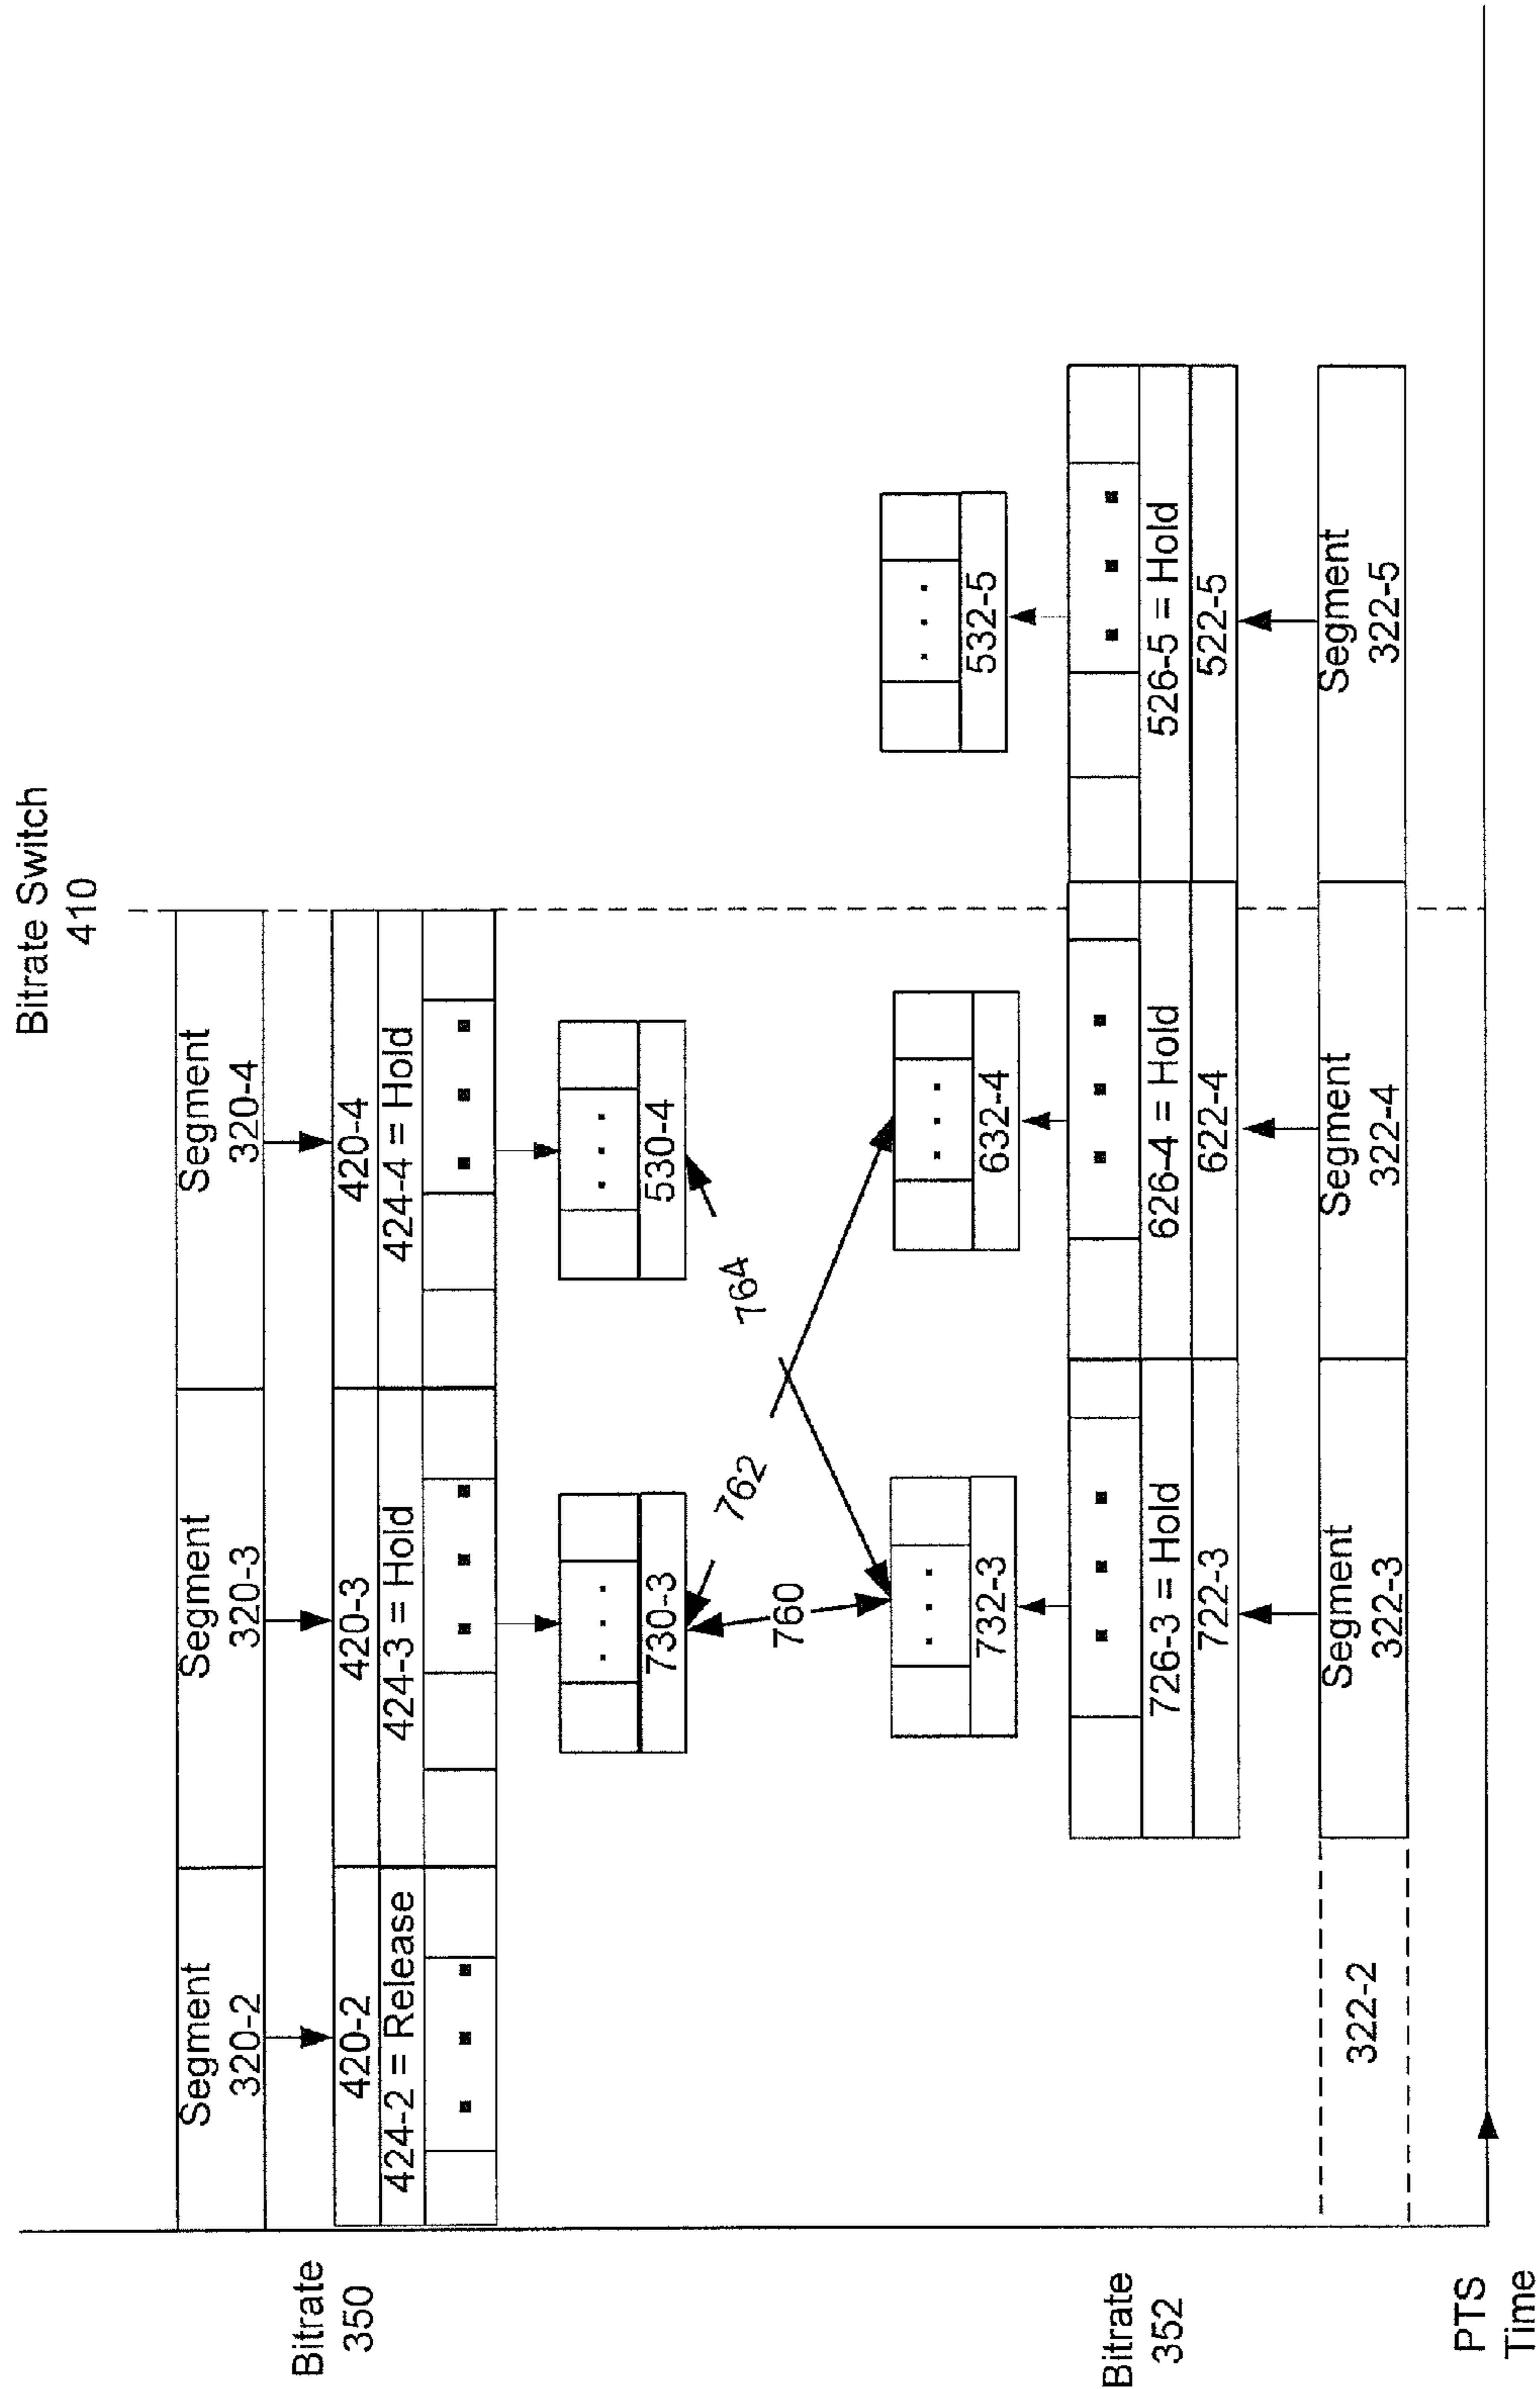 Bitrate Switch
410
Segment
320-2
Segment
320-3
Segment
320-4
Bitrate
350
420-2
420-3
420-4
424-2 = Release
424-3 = Hold
424-4 = Hold
730-3
530-4
762
764
760
732-3
632-4
532-5
Bitrate
352
726-3 = Hold
626-4 = Hold
526-5 = Hold
722-3
622-4
522-5
322-2
Segment
322-3
Segment
322-4
Segment
322-5
PTS
Time